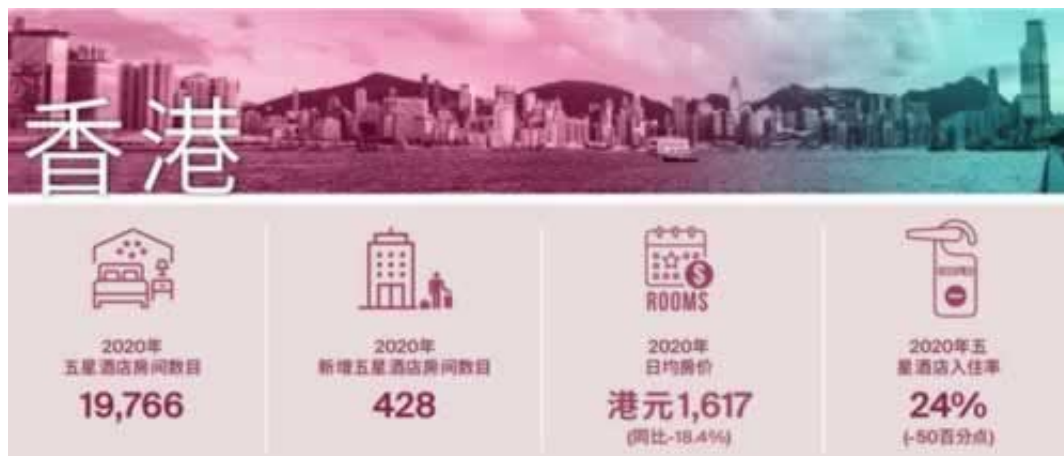 香港
ROOMS
2020年
五星酒店房间数目
19,766
2020年
新增五星酒店房间数目
428
2020年
日均房价
港元1,617
(同比-18.4%)
2020年五
星酒店入住率
24%
(-50百分点)